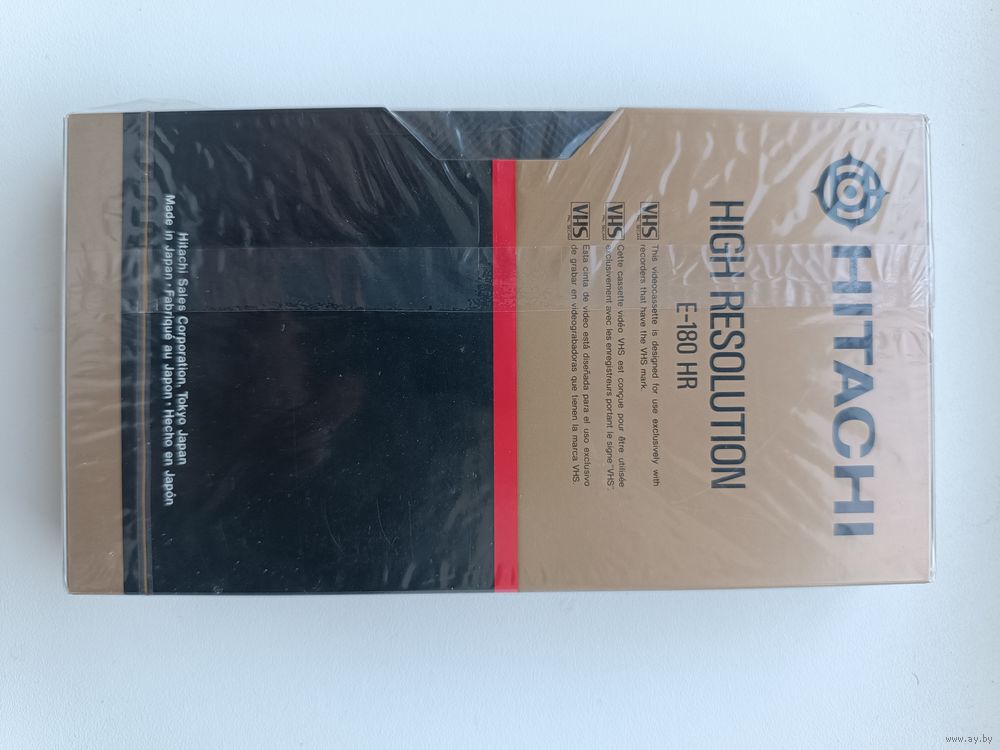 HITACHI
HIGH RESOLUTION
E-180 HR
VHS This videocassette is designed for use exclusively with
recorders that have the VHS mark.
VHS Cette cassette vidéo VHS est conçue pour être utilisée
exclusivement avec les enregistreurs portant le signe "VHS".
VHS Esta cinta de video está diseñada para el uso exclusivo
de grabar en videograbadoras que tienen la marca VHS.
Hitachi Sales Corporation, Tokyo Japan
Made in Japan · Fabriqué au Japon · Hecho en Japón
www.ay.by